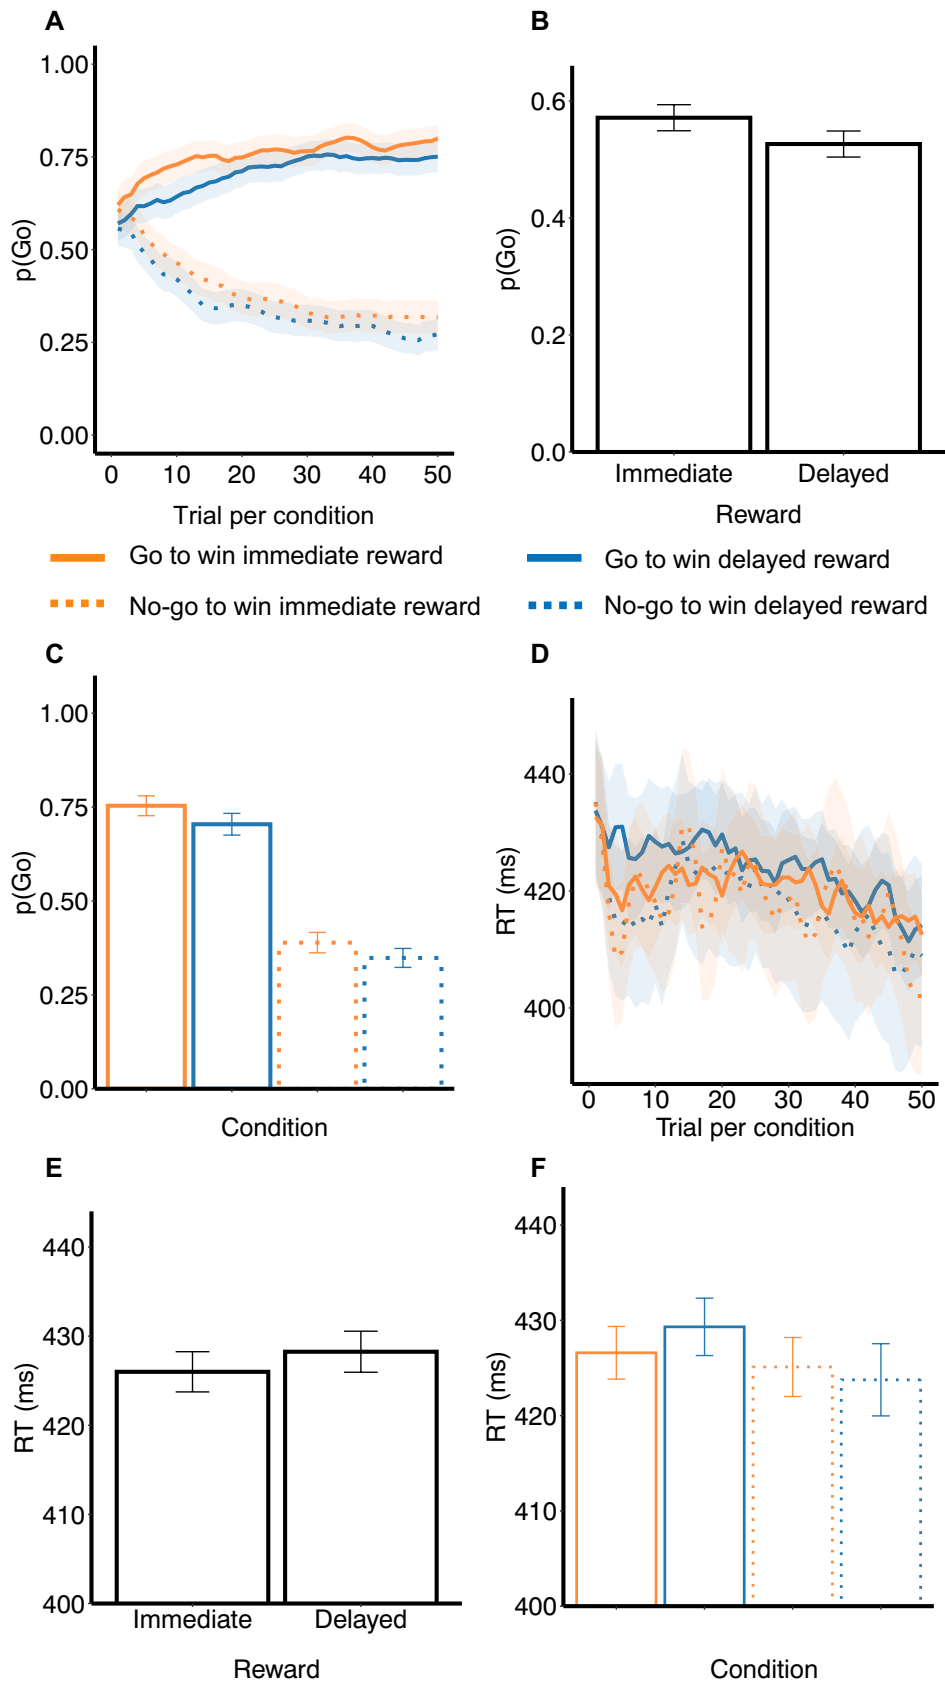 A
1.00
0.75
0.50
0.25
0.00
p(Go)
0 10 20 30 40 50
Trial per condition
B
0.6
0.4
0.2
0.0
p(Go)
Immediate Delayed
Reward
Go to win immediate reward
No-go to win immediate reward
Go to win delayed reward
No-go to win delayed reward
C
1.00
0.75
0.50
0.25
0.00
p(Go)
Condition
D
440
420
400
RT (ms)
0 10 20 30 40 50
Trial per condition
E
440
430
420
410
400
RT (ms)
Immediate Delayed
Reward
F
440
430
420
410
400
RT (ms)
Condition